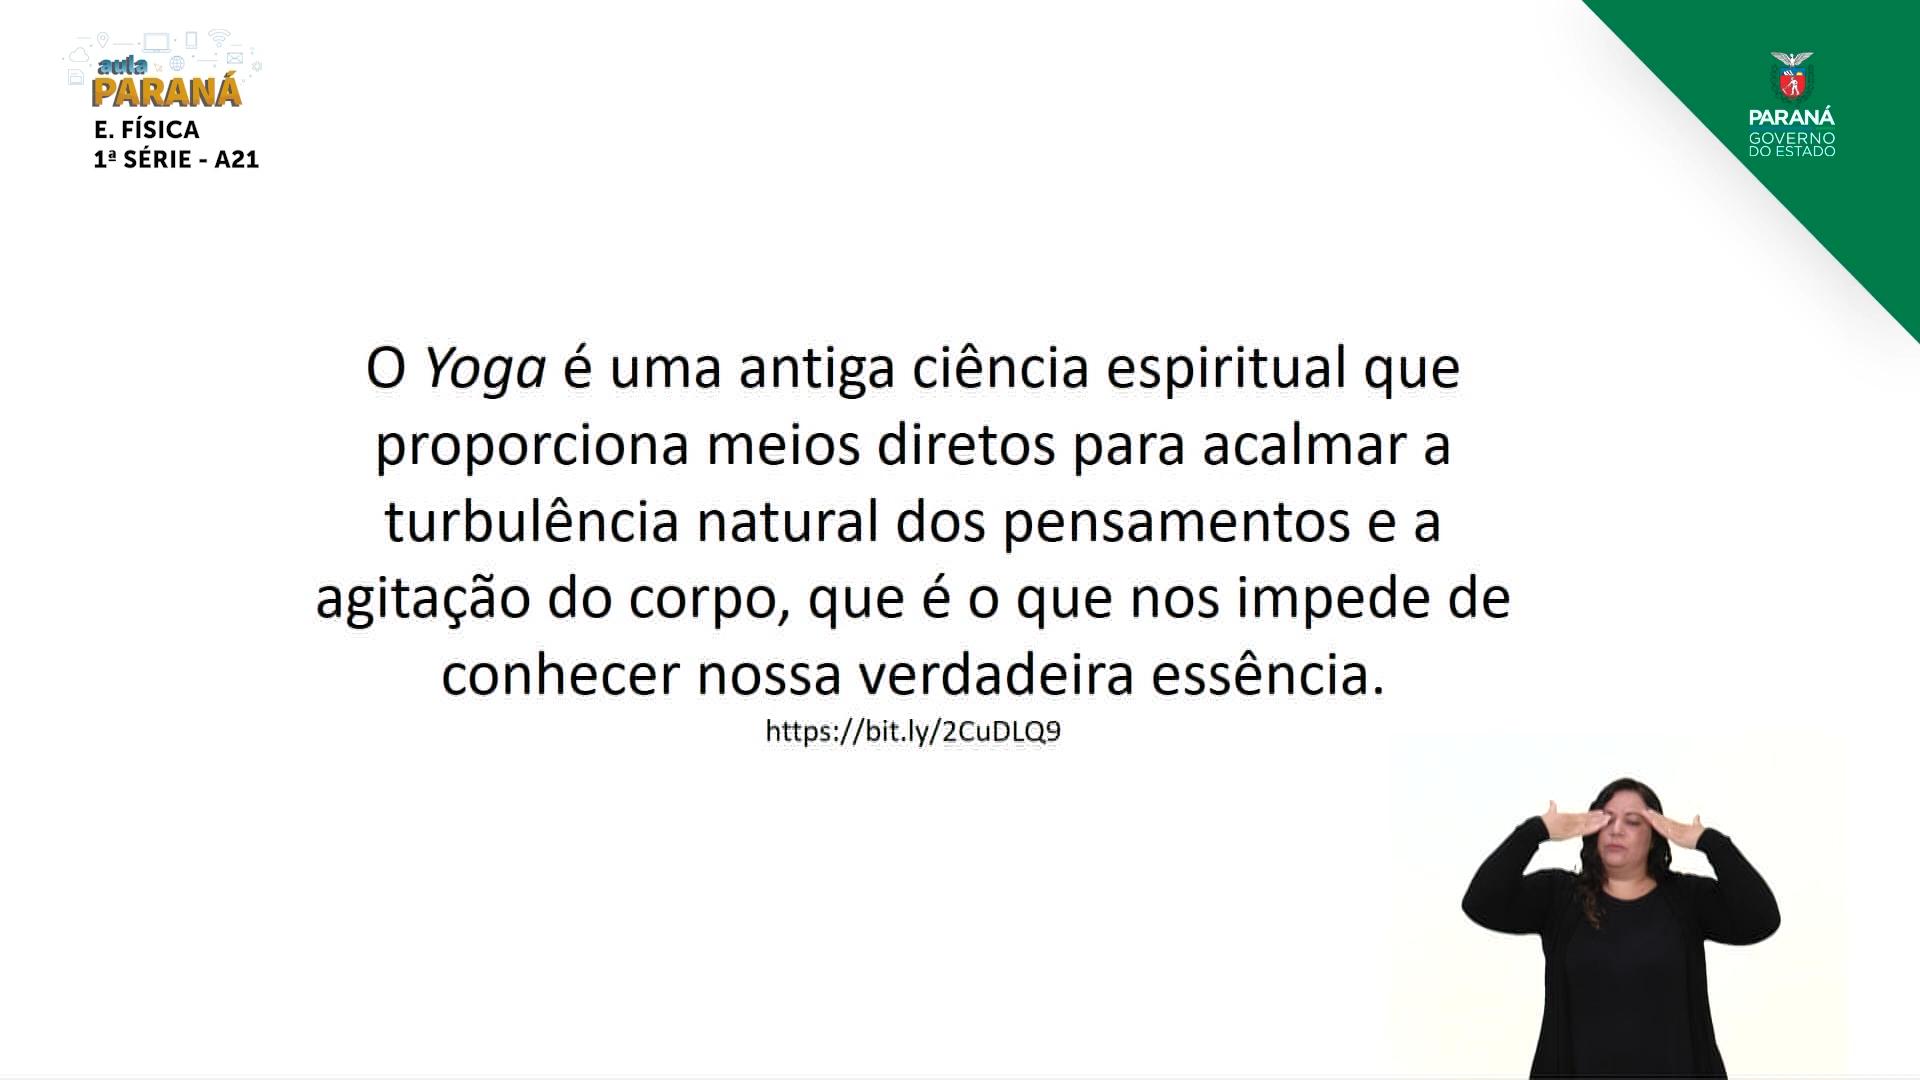 aula
PARANÁ
E. FÍSICA
1ª SÉRIE - A21
PARANÁ
GOVERNO
DO ESTADO
O Yoga é uma antiga ciência espiritual que
proporciona meios diretos para acalmar a
turbulência natural dos pensamentos e a
agitação do corpo, que é o que nos impede de
conhecer nossa verdadeira essência.
https://bit.ly/2CuDLQ9